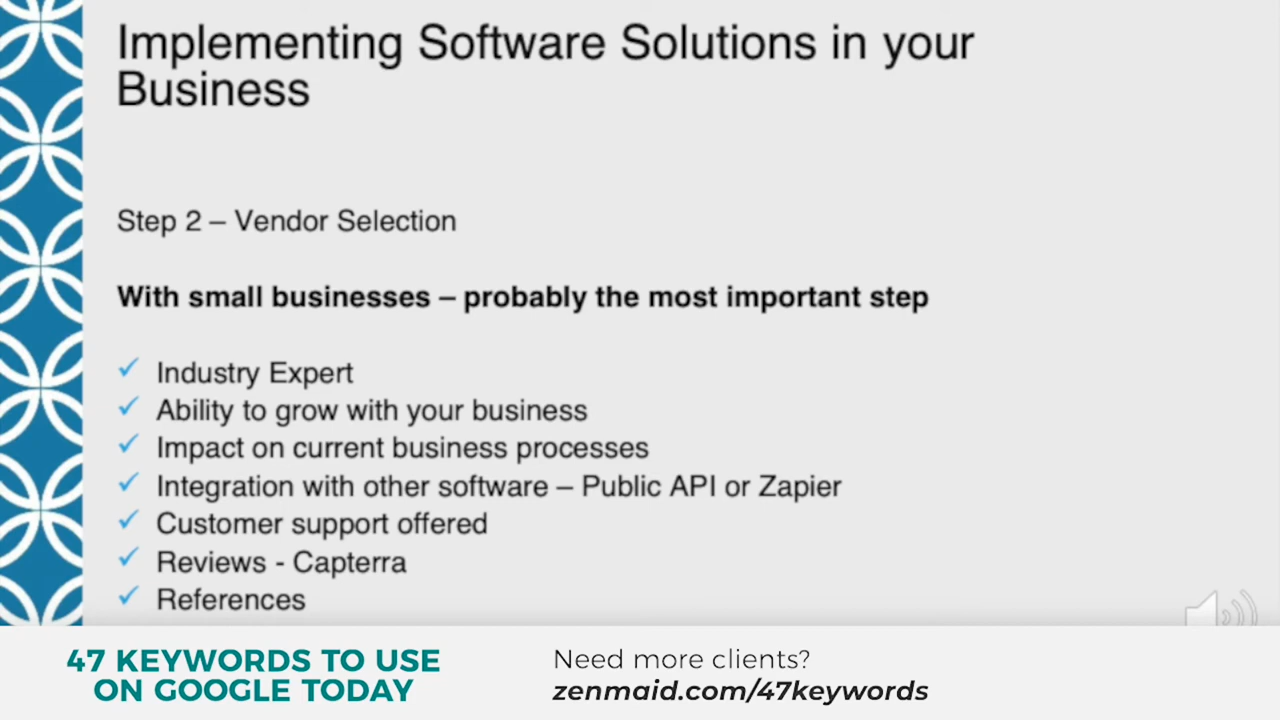 Implementing Software Solutions in your
Business
Step 2 – Vendor Selection
With small businesses – probably the most important step
Industry Expert
Ability to grow with your business
Impact on current business processes
Integration with other software – Public API or Zapier
Customer support offered
Reviews - Capterra
References
47 KEYWORDS TO USE
ON GOOGLE TODAY
Need more clients?
zenmaid.com/47keywords